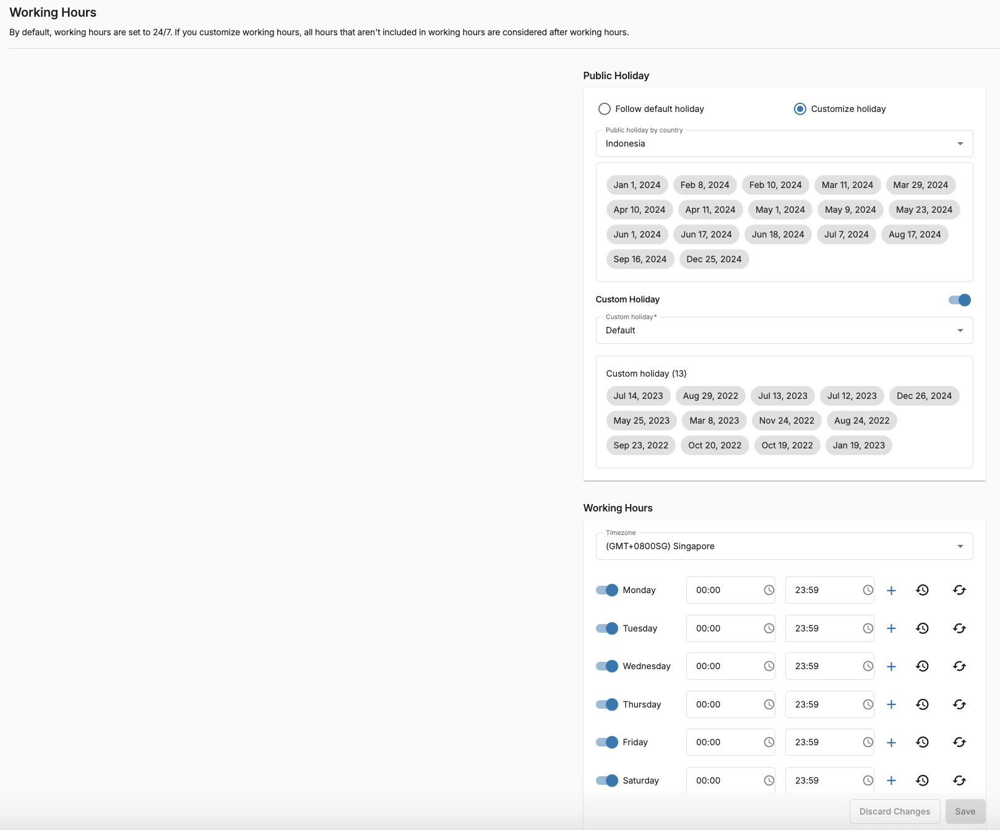 Working Hours
By default, working hours are set to 24/7. If you customize working hours, all hours that aren't included in working hours are considered after working hours.
Public Holiday
Follow default holiday Customize holiday
Public holiday by country
Indonesia
Jan 1, 2024 Feb 8, 2024 Feb 10, 2024 Mar 11, 2024 Mar 29, 2024
Apr 10, 2024 Apr 11, 2024 May 1, 2024 May 9, 2024 May 23, 2024
Jun 1, 2024 Jun 17, 2024 Jun 18, 2024 Jul 7, 2024 Aug 17, 2024
Sep 16, 2024 Dec 25, 2024
Custom Holiday
Custom holiday*
Default
Custom holiday (13)
Jul 14, 2023 Aug 29, 2022 Jul 13, 2023 Jul 12, 2023 Dec 26, 2024
May 25, 2023 Mar 8, 2023 Nov 24, 2022 Aug 24, 2022
Sep 23, 2022 Oct 20, 2022 Oct 19, 2022 Jan 19, 2023
Working Hours
Timezone
(GMT+0800SG) Singapore
Monday 00:00 23:59
Tuesday 00:00 23:59
Wednesday 00:00 23:59
Thursday 00:00 23:59
Friday 00:00 23:59
Saturday 00:00 23:59
Discard Changes Save